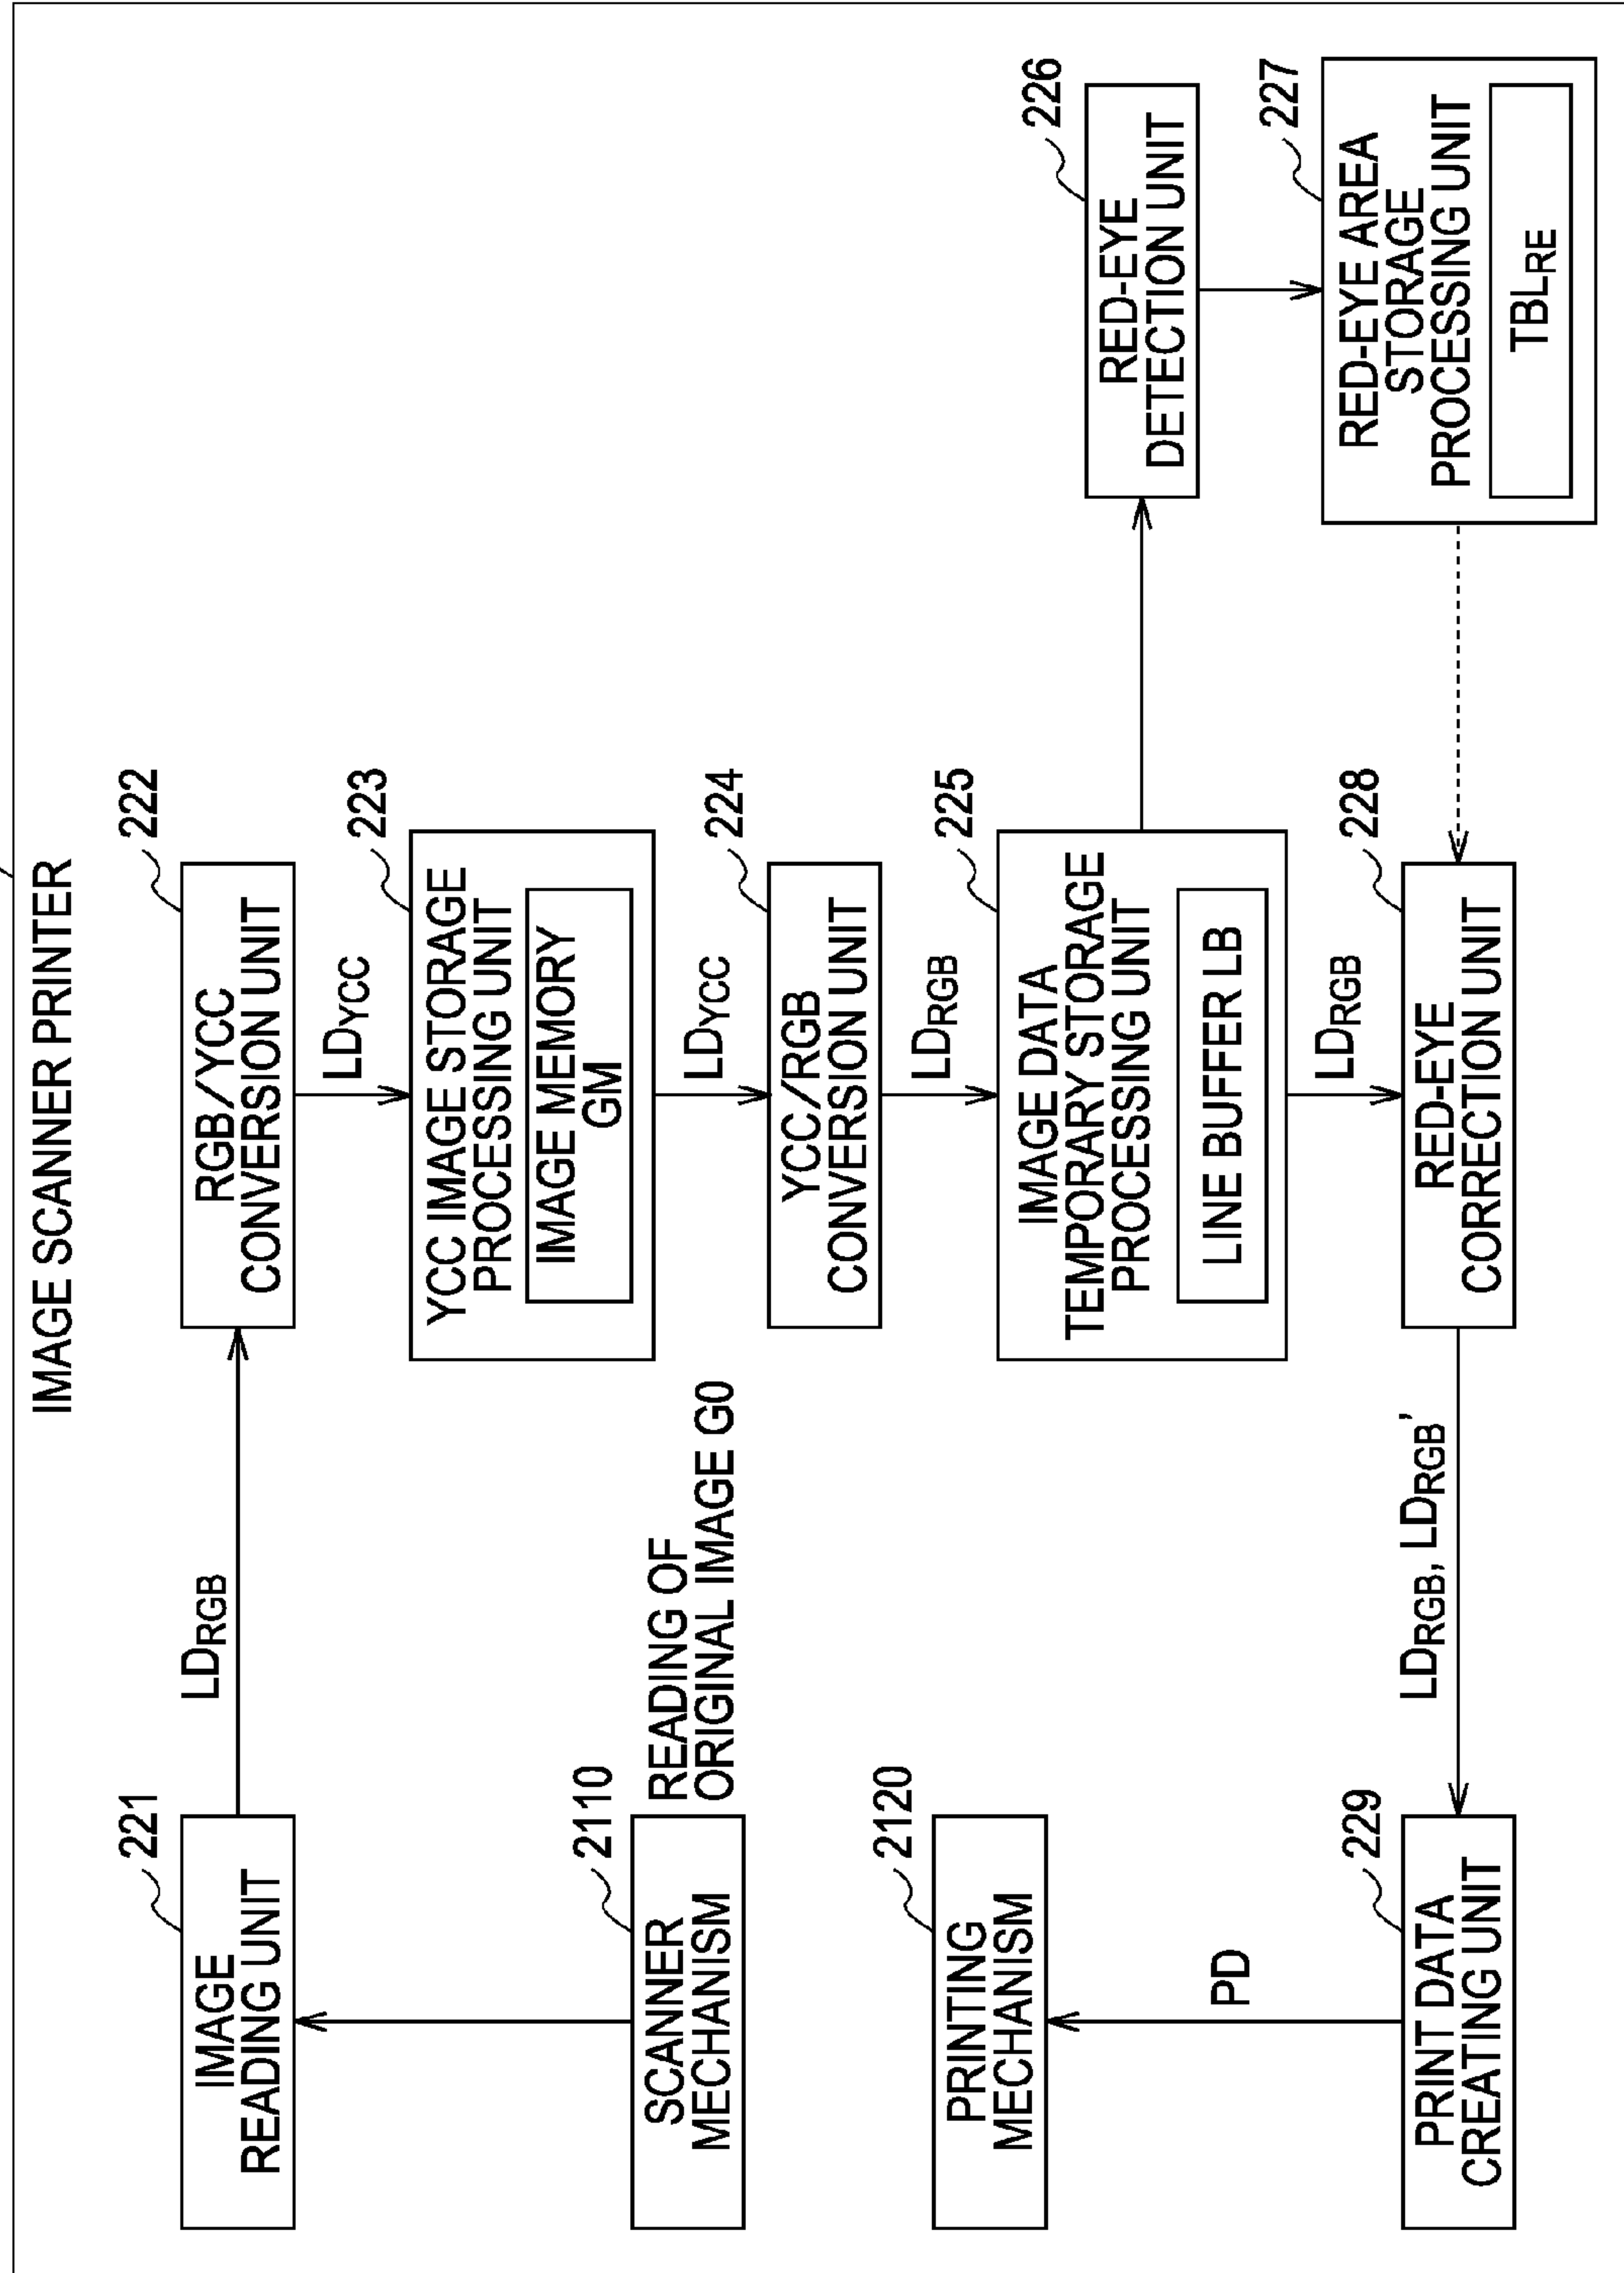 IMAGE SCANNER PRINTER
221
IMAGE
READING UNIT
LDRGB
222
RGB/YCC
CONVERSION UNIT
LDYCC
223
YCC IMAGE STORAGE
PROCESSING UNIT
IMAGE MEMORY
GM
2110
SCANNER
MECHANISM
READING OF
ORIGINAL IMAGE G0
LDYCC
224
YCC/RGB
CONVERSION UNIT
LDRGB
2120
PRINTING
MECHANISM
225
IMAGE DATA
TEMPORARY STORAGE
PROCESSING UNIT
LINE BUFFER LB
226
RED-EYE
DETECTION UNIT
PD
LDRGB
227
RED-EYE AREA
STORAGE
PROCESSING UNIT
TBLRE
229
PRINT DATA
CREATING UNIT
LDRGB, LDRGB'
228
RED-EYE
CORRECTION UNIT